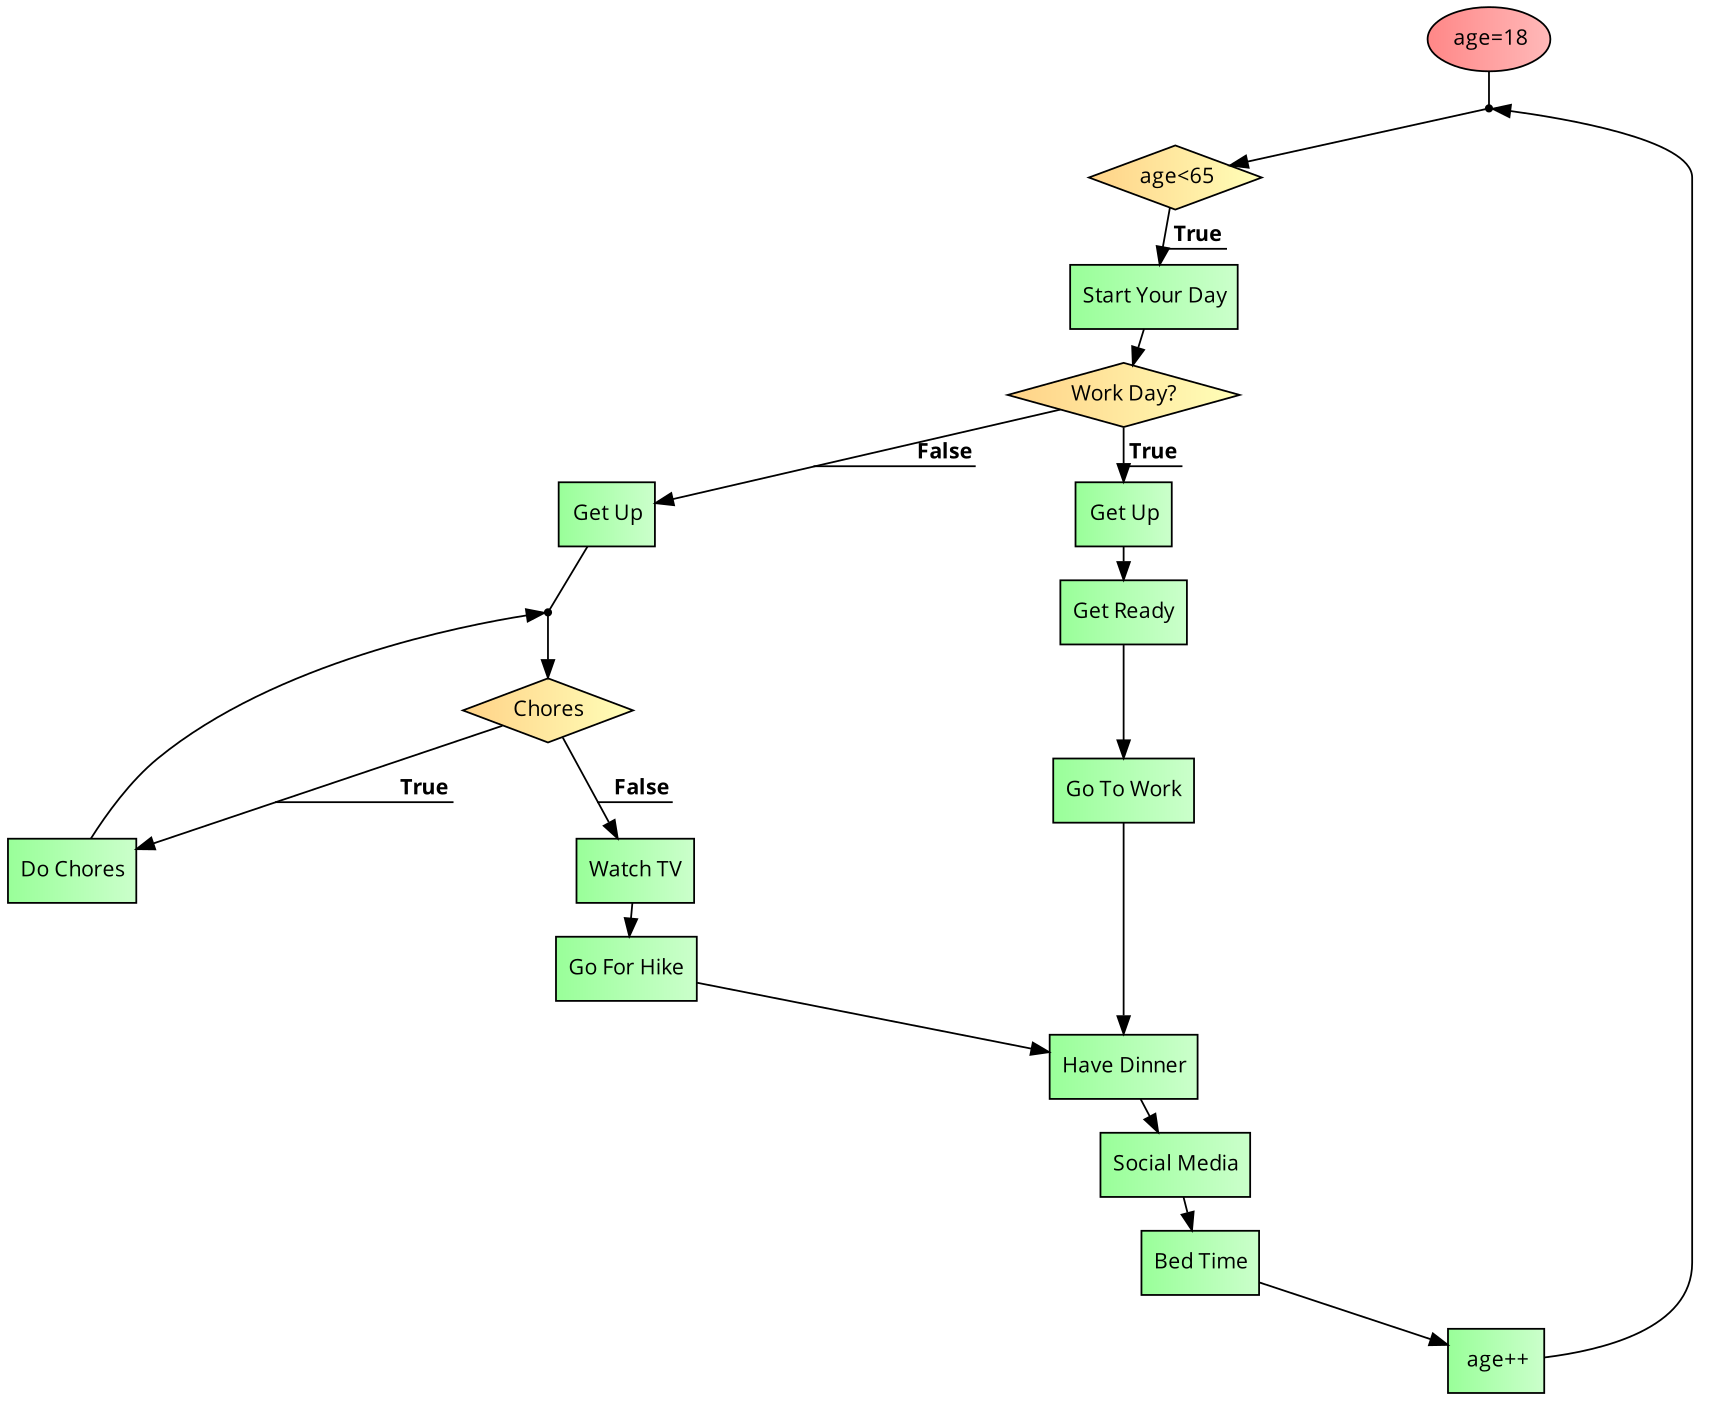 age=18
age<65
True
Start Your Day
Work Day?
False
True
Get Up
Get Up
Get Ready
Chores
True
False
Go To Work
Do Chores
Watch TV
Go For Hike
Have Dinner
Social Media
Bed Time
age++